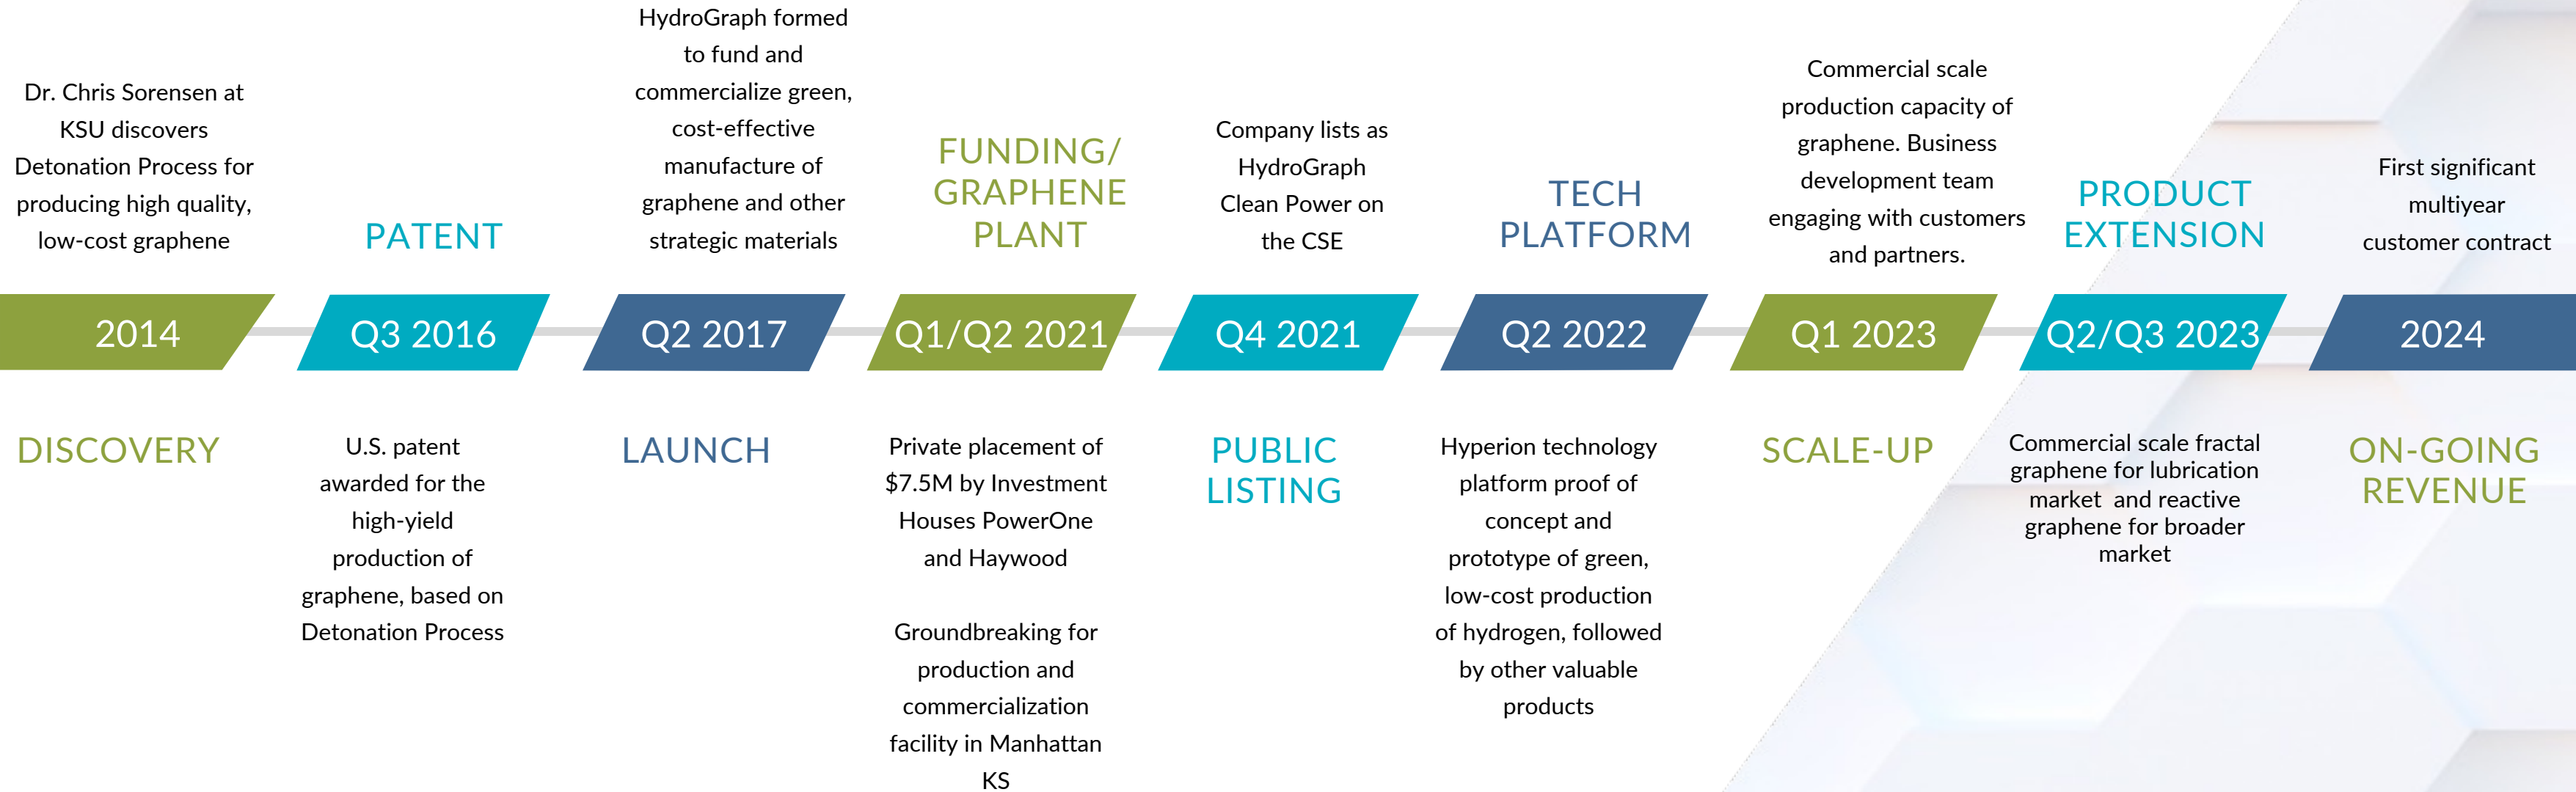 Dr. Chris Sorensen at
KSU discovers
Detonation Process for
producing high quality,
low-cost graphene
2014
DISCOVERY
PATENT
Q3 2016
U.S. patent
awarded for the
high-yield
production of
graphene, based on
Detonation Process
HydroGraph formed
to fund and
commercialize green,
cost-effective
manufacture of
graphene and other
strategic materials
Q2 2017
LAUNCH
FUNDING/
GRAPHENE
PLANT
Q1/Q2 2021
Private placement of
$7.5M by Investment
Houses PowerOne
and Haywood
Groundbreaking for
production and
commercialization
facility in Manhattan
KS
Company lists as
HydroGraph
Clean Power on
the CSE
Q4 2021
PUBLIC
LISTING
TECH
PLATFORM
Q2 2022
Hyperion technology
platform proof of
concept and
prototype of green,
low-cost production
of hydrogen, followed
by other valuable
products
Commercial scale
production capacity of
graphene. Business
development team
engaging with customers
and partners.
Q1 2023
SCALE-UP
PRODUCT
EXTENSION
Q2/Q3 2023
Commercial scale fractal
graphene for lubrication
market and reactive
graphene for broader
market
First significant
multiyear
customer contract
2024
ON-GOING
REVENUE